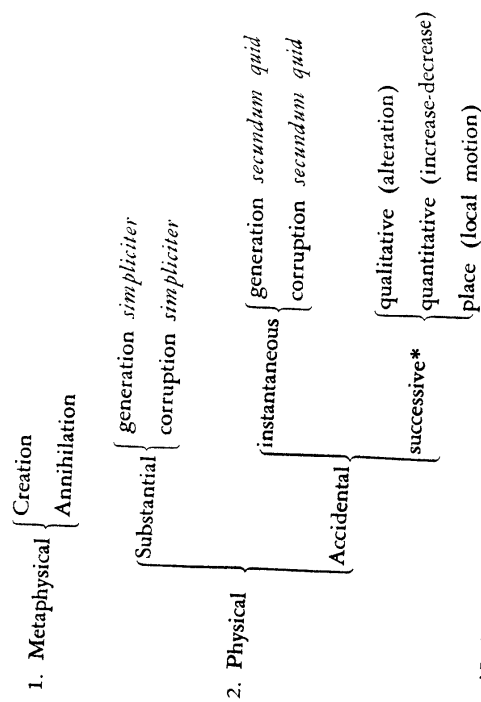 1. Metaphysical
Creation
Annihilation
2. Physical
Substantial
generation simpliciter
corruption simpliciter
Accidental
instantaneous
generation secundum quid
corruption secundum quid
successive*
qualitative (alteration)
quantitative (increase-decrease)
place (local motion)